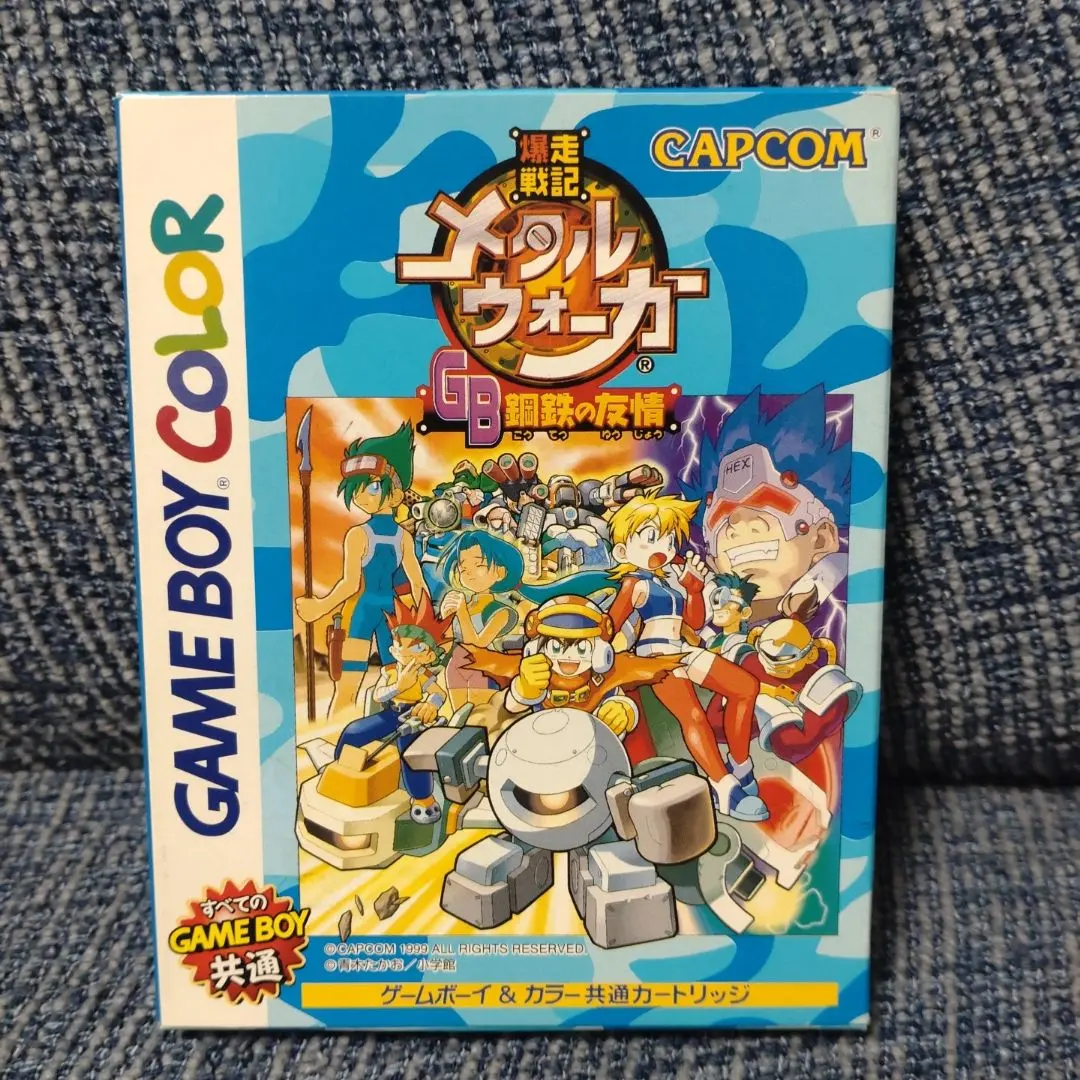 GAME BOY COLOR®
CAPCOM®
爆走
戦記
メタル
ウォーカー®
GB 鋼鉄の友情
こう てつ ゆうじょう
HEX
すべての
GAME BOY
共通
©CAPCOM 1999 ALL RIGHTS RESERVED.
©青木たかお／小学館
ゲームボーイ & カラー共通カートリッジ